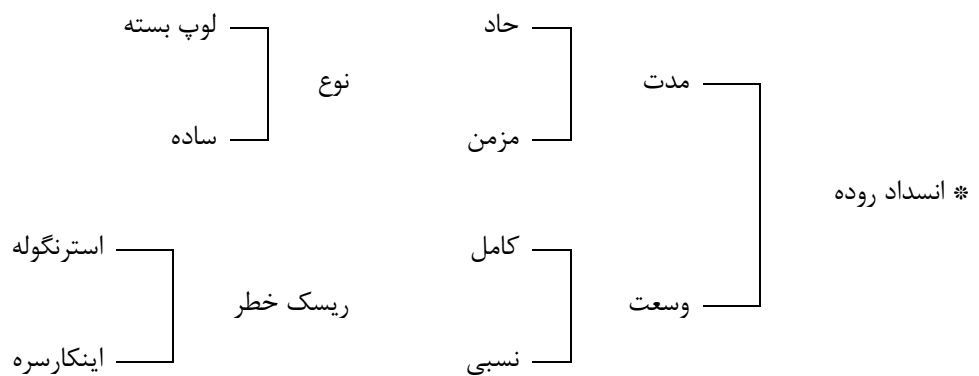 * انسداد روده
مدت
حاد
مزمن
وسعت
کامل
نسبی
نوع
لوپ بسته
ساده
ریسک خطر
استرنگوله
اینکارسره